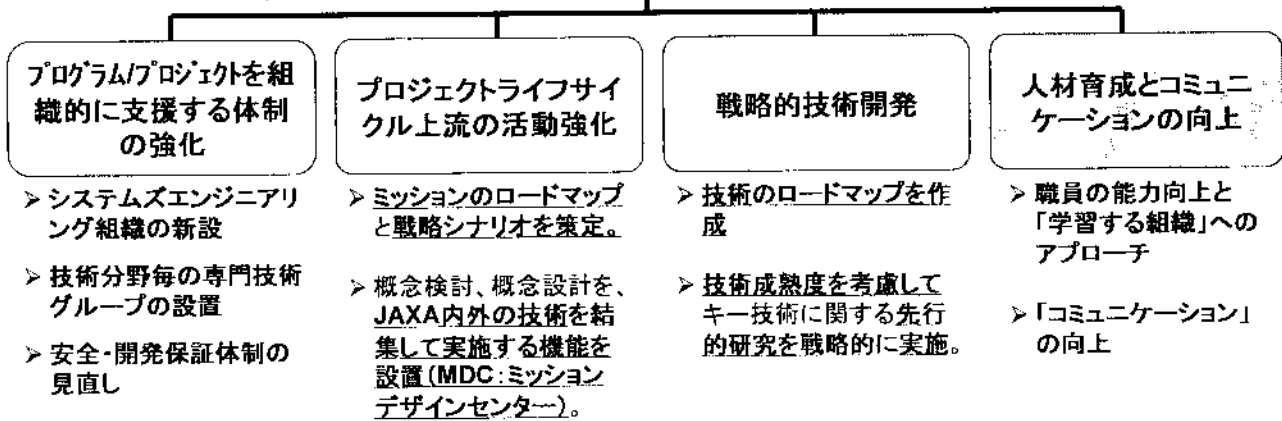 プログラム/プロジェクトを組
織的に支援する体制
の強化
➢ システムズエンジニアリ
ング組織の新設
➢ 技術分野毎の専門技術
グループの設置
➢ 安全・開発保証体制の
見直し
プロジェクトライフサイ
クル上流の活動強化
➢ ミッションのロードマップ
と戦略シナリオを策定。
➢ 概念検討、概念設計を、
JAXA内外の技術を結
集して実施する機能を
設置(MDC:ミッション
デザインセンター)。
戦略的技術開発
➢ 技術のロードマップを作
成
➢ 技術成熟度を考慮して
キー技術に関する先行
的研究を戦略的に実施。
人材育成とコミュニ
ケーションの向上
➢ 職員の能力向上と
「学習する組織」への
アプローチ
➢ 「コミュニケーション」
の向上